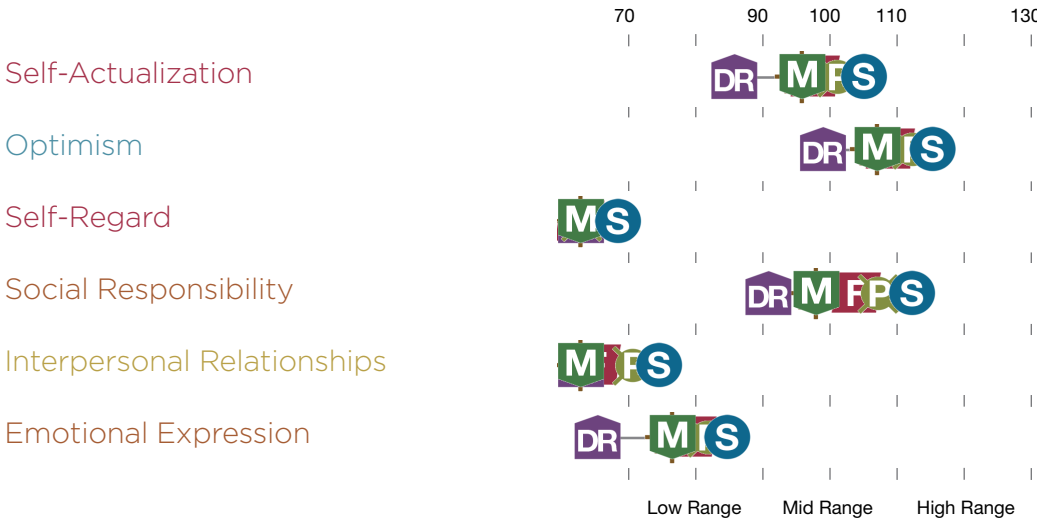 70 90 100 110 130
Self-Actualization DR M F P S
Optimism DR M S
Self-Regard M S
Social Responsibility DR M F P S
Interpersonal Relationships M P S
Emotional Expression DR M S
Low Range Mid Range High Range